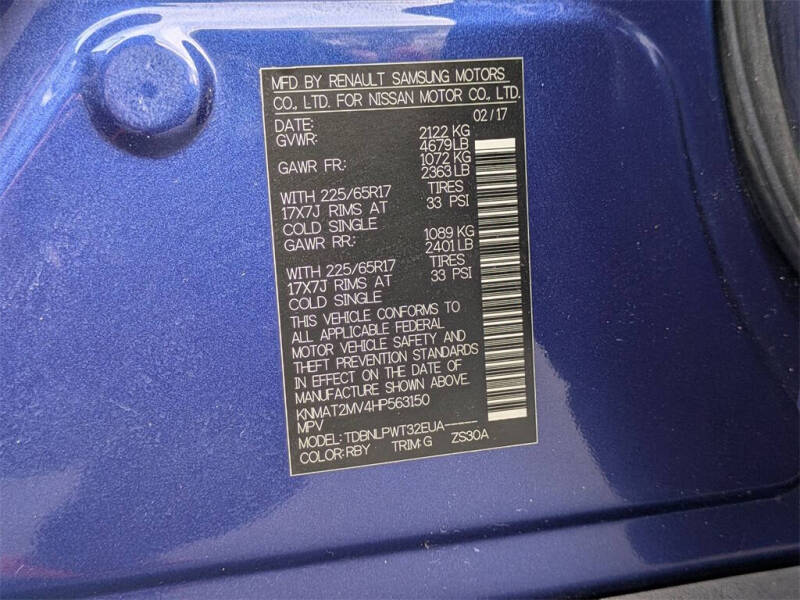 MFD BY RENAULT SAMSUNG MOTORS
CO., LTD. FOR NISSAN MOTOR CO., LTD.
DATE: 02/17
GVWR: 2122 KG
4679LB
GAWR FR: 1072 KG
2363 LB
WITH 225/65R17 TIRES
17X7J RIMS AT 33 PSI
COLD SINGLE
GAWR RR: 1089 KG
2401 LB
WITH 225/65R17 TIRES
17X7J RIMS AT 33 PSI
COLD SINGLE
THIS VEHICLE CONFORMS TO
ALL APPLICABLE FEDERAL
MOTOR VEHICLE SAFETY AND
THEFT PREVENTION STANDARDS
IN EFFECT ON THE DATE OF
MANUFACTURE SHOWN ABOVE.
KNMAT2MV4HP563150
MPV
MODEL: TDBNLPWT32EUA-----
COLOR:RBY TRIM:G ZS30A